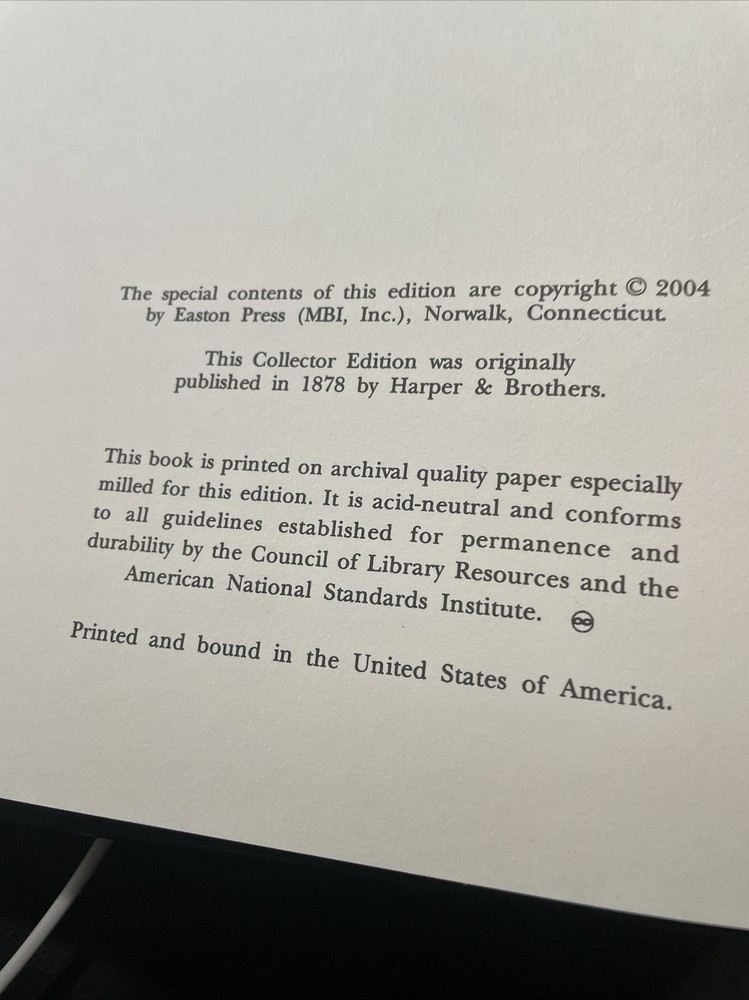 The special contents of this edition are copyright © 2004
by Easton Press (MBI, Inc.), Norwalk, Connecticut.
This Collector Edition was originally
published in 1878 by Harper & Brothers.
This book is printed on archival quality paper especially
milled for this edition. It is acid-neutral and conforms
to all guidelines established for permanence and
durability by the Council of Library Resources and the
American National Standards Institute. ♾
Printed and bound in the United States of America.